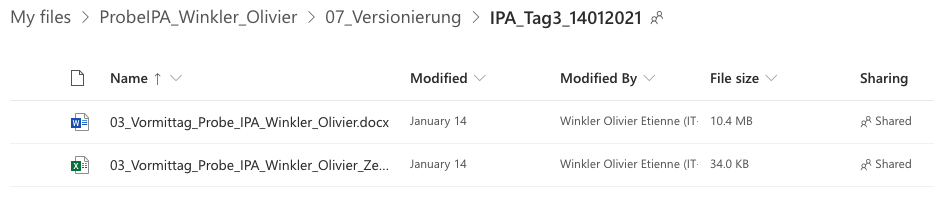 My files > ProbeIPA_Winkler_Olivier > 07_Versionierung > IPA_Tag3_14012021
Name ↑ Modified Modified By File size Sharing
03_Vormittag_Probe_IPA_Winkler_Olivier.docx January 14 Winkler Olivier Etienne (IT- 10.4 MB Shared
03_Vormittag_Probe_IPA_Winkler_Olivier_Ze... January 14 Winkler Olivier Etienne (IT- 34.0 KB Shared